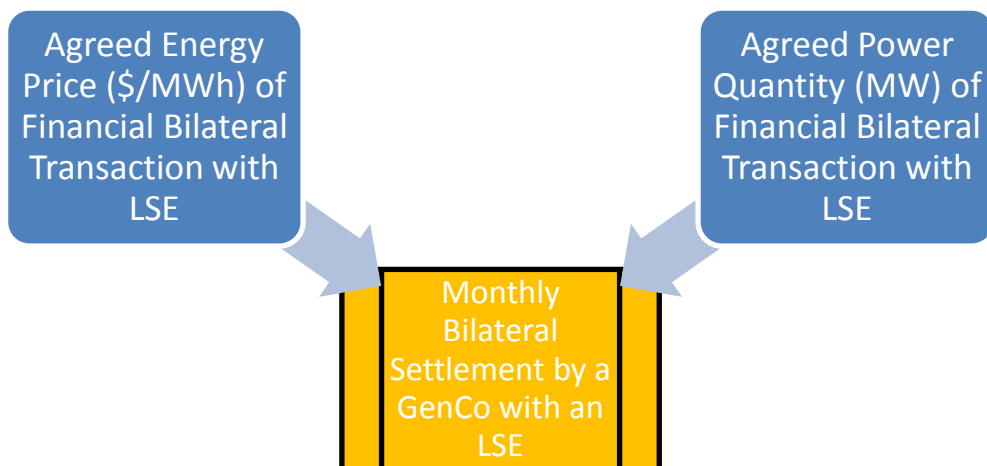 Agreed Energy
Price ($/MWh) of
Financial Bilateral
Transaction with
LSE
Agreed Power
Quantity (MW) of
Financial Bilateral
Transaction with
LSE
Monthly
Bilateral
Settlement by a
GenCo with an
LSE